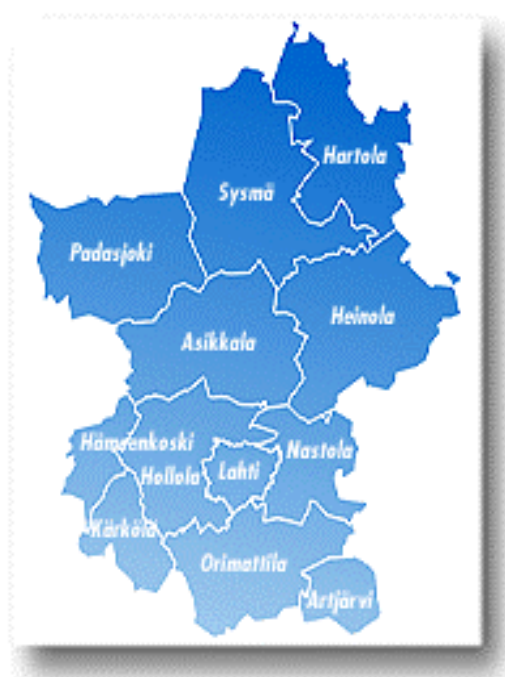 Hartola
Sysmä
Padasjoki
Heinola
Asikkala
Hämeenkoski
Nastola
Hollola
Lahti
Kärkölä
Orimattila
Artjärvi